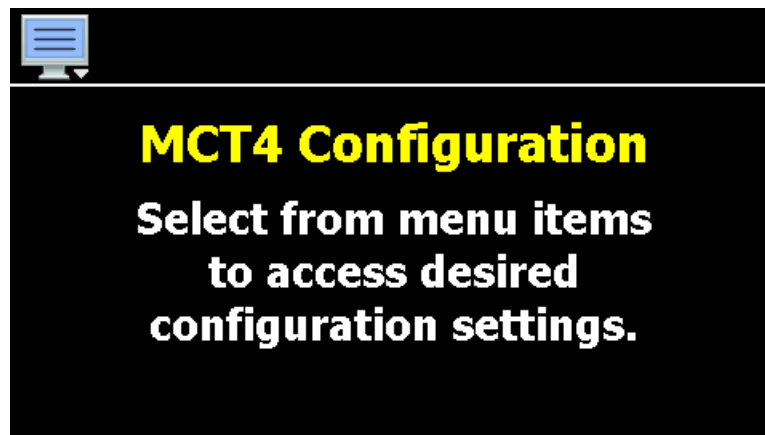 MCT4 Configuration
Select from menu items
to access desired
configuration settings.